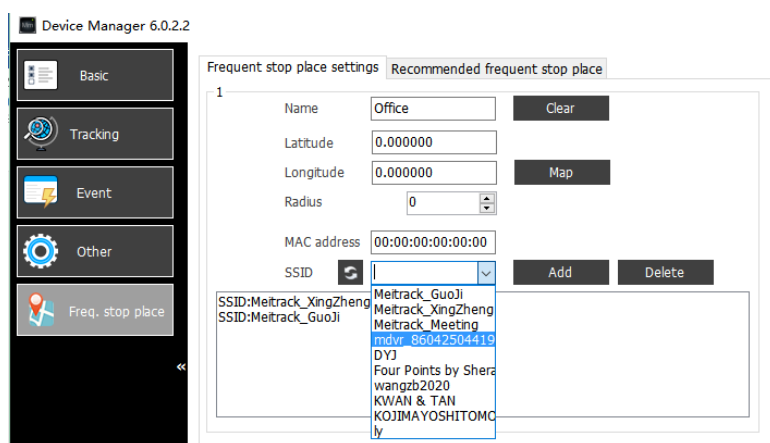 Device Manager 6.0.2.2
Basic
Tracking
Event
Other
Freq. stop place
«
Frequent stop place settings
Recommended frequent stop place
1
Name
Office
Clear
Latitude
0.000000
Longitude
0.000000
Map
Radius
0
MAC address
00:00:00:00:00:00
SSID
Add
Delete
SSID:Meitrack_XingZheng
SSID:Meitrack_GuoJi
Meitrack_GuoJi
Meitrack_XingZheng
Meitrack_Meeting
mdvr_86042504419
DYJ
Four Points by Shera
wangzb2020
KWAN & TAN
KOJIMAYOSHITOMO
ly